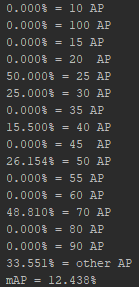 0.000% = 10 AP
0.000% = 100 AP
0.000% = 15 AP
0.000% = 20  AP
50.000% = 25 AP
25.000% = 30 AP
0.000% = 35 AP
15.500% = 40 AP
0.000% = 45  AP
26.154% = 50 AP
0.000% = 55 AP
0.000% = 60 AP
48.810% = 70 AP
0.000% = 80 AP
0.000% = 90 AP
33.551% = other AP
mAP = 12.438%